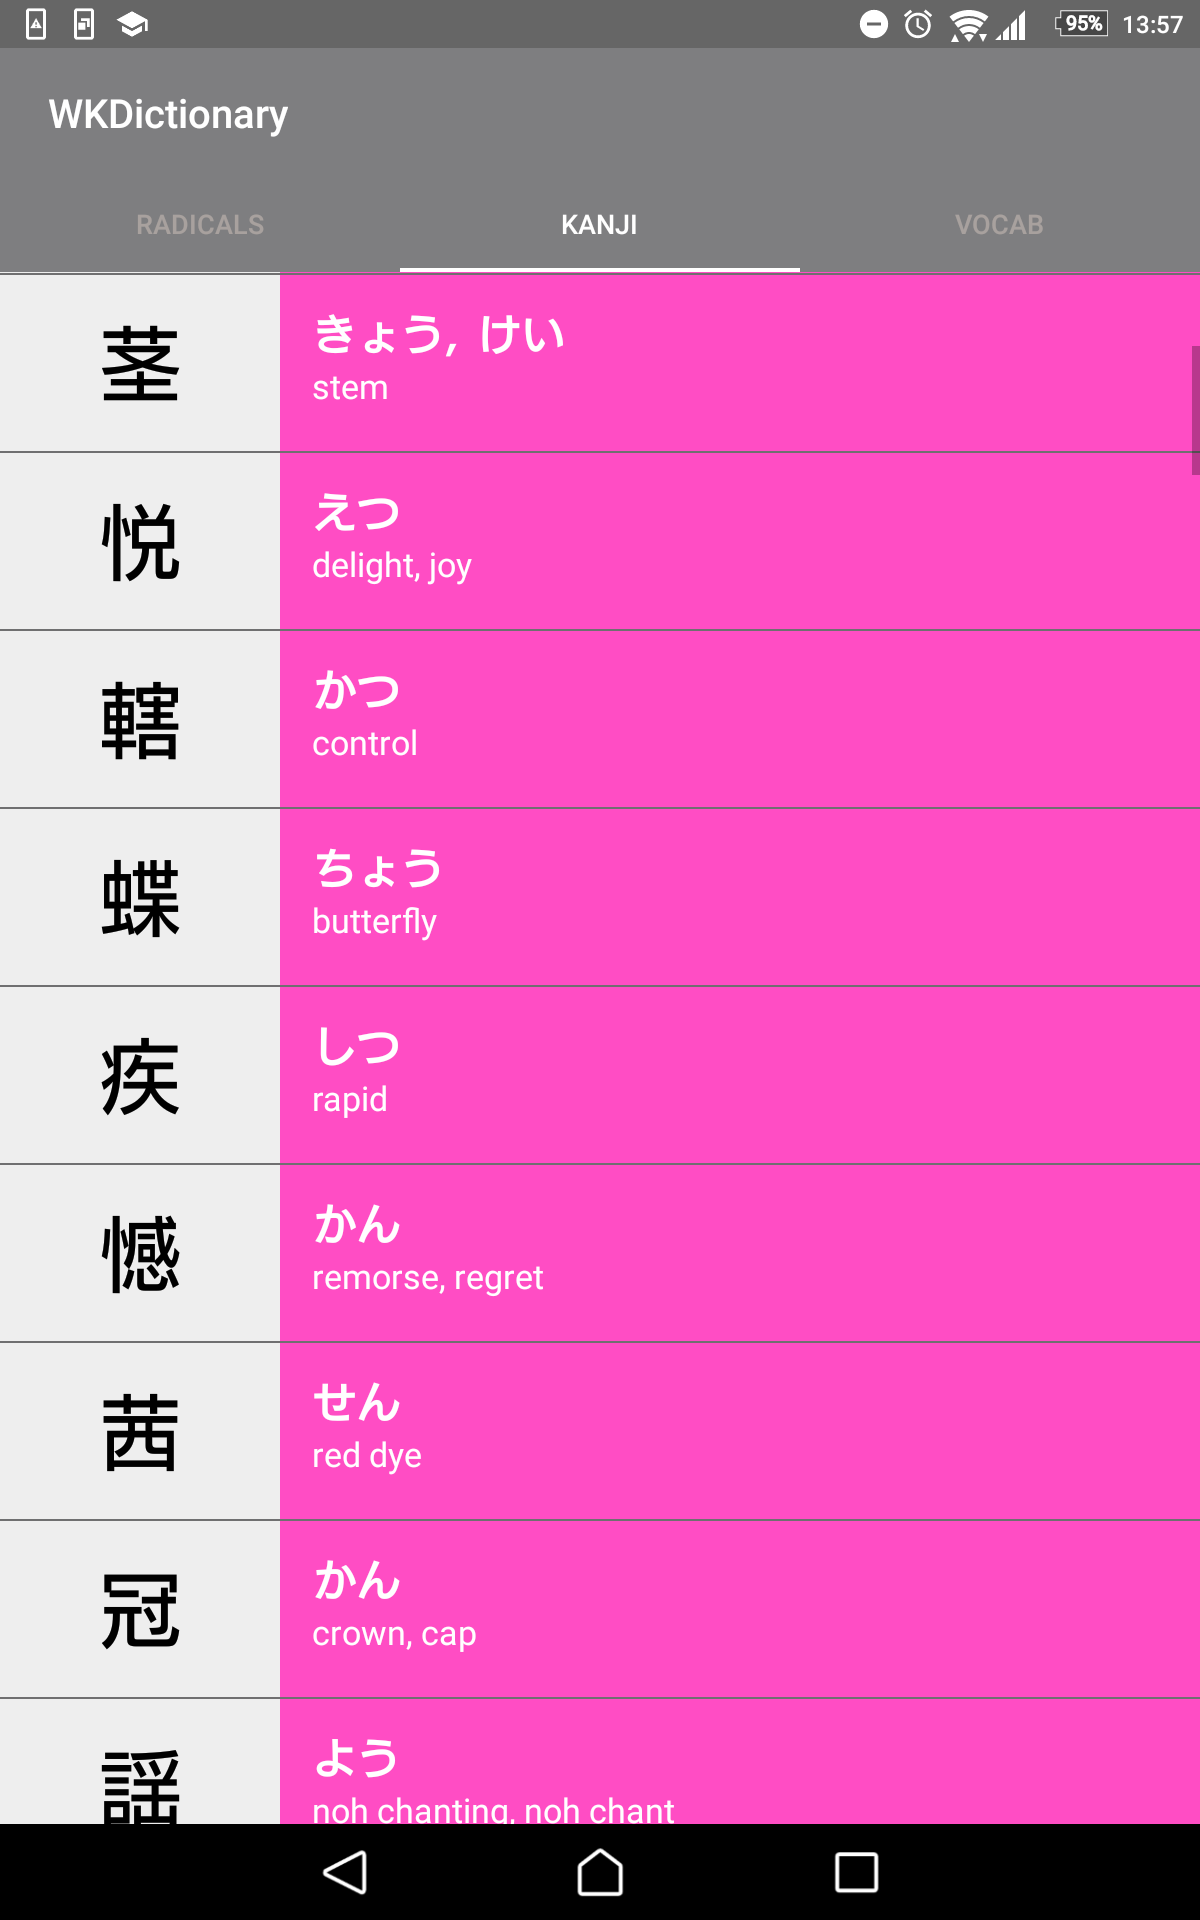 95% 13:57
WKDictionary
RADICALS KANJI VOCAB
茎
きょう, けい
stem
悦
えつ
delight, joy
轄
かつ
control
蝶
ちょう
butterfly
疾
しつ
rapid
憾
かん
remorse, regret
茜
せん
red dye
冠
かん
crown, cap
謡
よう
noh chanting, noh chant